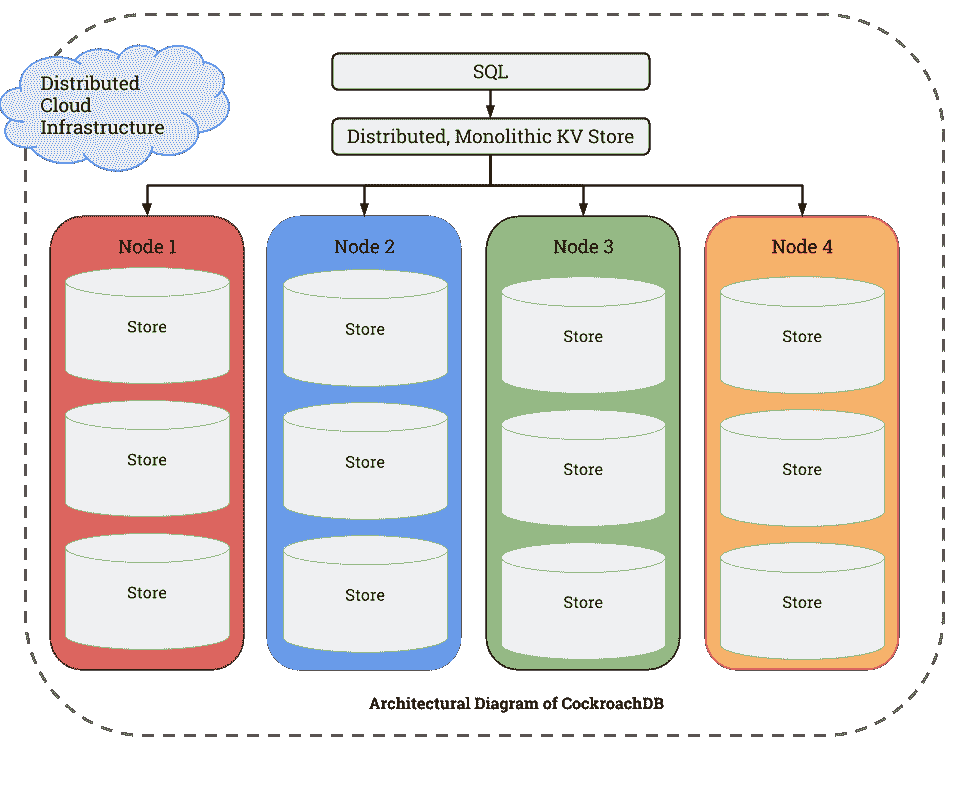 Distributed
Cloud
Infrastructure
SQL
Distributed, Monolithic KV Store
Node 1
Node 2
Node 3
Node 4
Store
Store
Store
Store
Store
Store
Store
Store
Store
Store
Store
Store
Architectural Diagram of CockroachDB